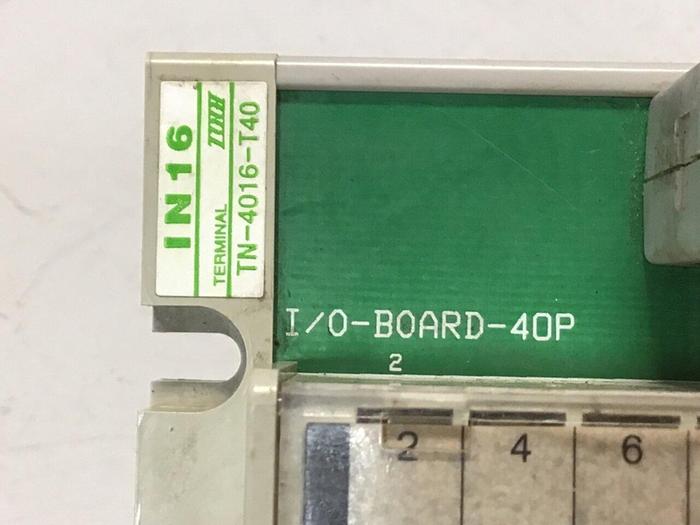 IN16
TERMINAL
TN-4016-T40
I/O-BOARD-40P
2
2 4 6